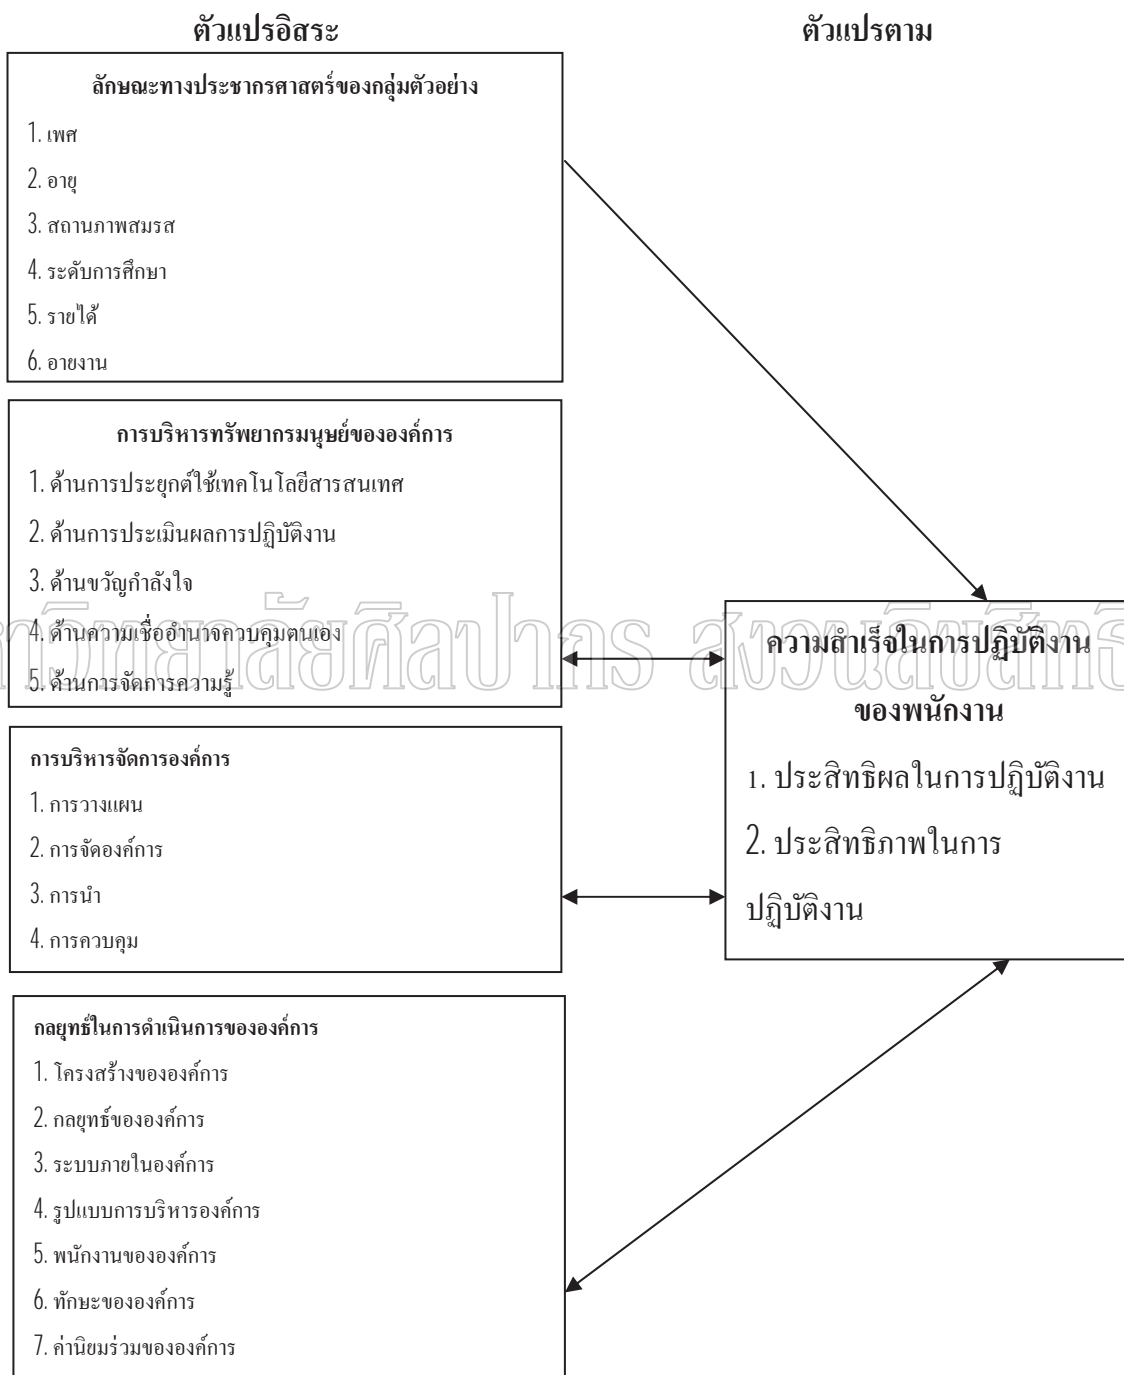 ตัวแปรอิสระ
ตัวแปรตาม
ลักษณะทางประชากรศาสตร์ของกลุ่มตัวอย่าง
1. เพศ
2. อายุ
3. สถานภาพสมรส
4. ระดับการศึกษา
5. รายได้
6. อายงาน
การบริหารทรัพยากรมนุษย์ขององค์การ
1. ด้านการประยุกต์ใช้เทคโนโลยีสารสนเทศ
2. ด้านการประเมินผลการปฏิบัติงาน
3. ด้านขวัญกำลังใจ
4. ด้านความเชื่ออำนาจควบคุมตนเอง
5. ด้านการจัดการความรู้
การบริหารจัดการองค์การ
1. การวางแผน
2. การจัดองค์การ
3. การนำ
4. การควบคุม
กลยุทธ์ในการดำเนินการขององค์การ
1. โครงสร้างขององค์การ
2. กลยุทธ์ขององค์การ
3. ระบบภายในองค์การ
4. รูปแบบการบริหารองค์การ
5. พนักงานขององค์การ
6. ทักษะขององค์การ
7. ค่านิยมร่วมขององค์การ
ความสำเร็จในการปฏิบัติงาน
ของพนักงาน
1. ประสิทธิผลในการปฏิบัติงาน
2. ประสิทธิภาพในการ
ปฏิบัติงาน
วิทยาลัยศิลปากร สงวนลิขสิทธิ์